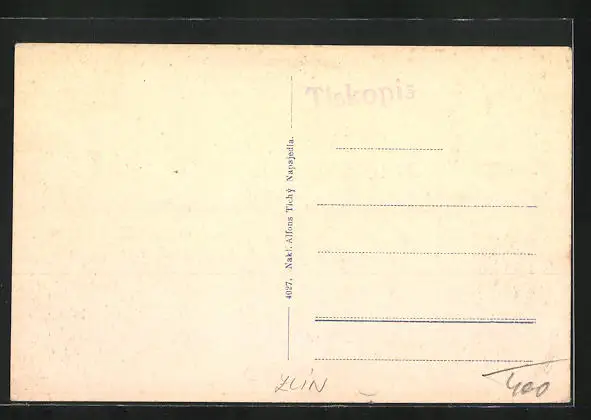 Tiskopis
4027. Nakl. Alfons Tichý Napajedla.
ZLÍN
400